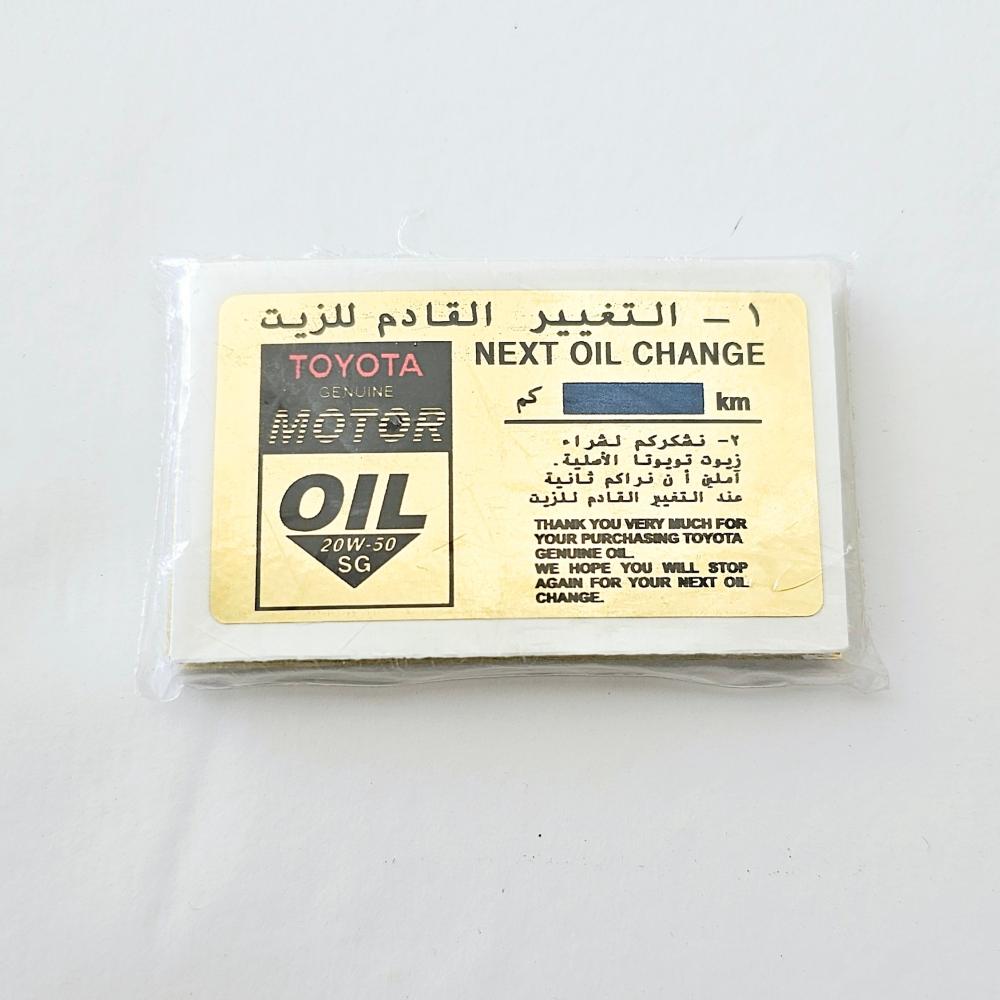 ١ - التغيير القادم للزيت
NEXT OIL CHANGE
كم km
TOYOTA
GENUINE
MOTOR
OIL
20W-50
SG
٢- نشكركم لشراء
زيوت تويوتا الأصلية.
آملين أن نراكم ثانية
عند التغيير القادم للزيت
THANK YOU VERY MUCH FOR
YOUR PURCHASING TOYOTA
GENUINE OIL.
WE HOPE YOU WILL STOP
AGAIN FOR YOUR NEXT OIL
CHANGE.